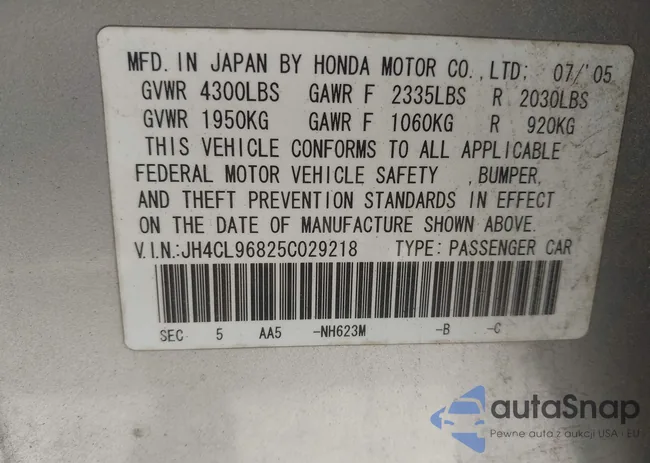 MFD. IN JAPAN BY HONDA MOTOR CO.,LTD; 07/'05
GVWR 4300LBS GAWR F 2335LBS R 2030LBS
GVWR 1950KG GAWR F 1060KG R 920KG
THIS VEHICLE CONFORMS TO ALL APPLICABLE
FEDERAL MOTOR VEHICLE SAFETY ,BUMPER,
AND THEFT PREVENTION STANDARDS IN EFFECT
ON THE DATE OF MANUFACTURE SHOWN ABOVE.
V.I.N.:JH4CL96825C029218 TYPE: PASSENGER CAR
SEC 5 AA5 -NH623M -B -C
autaSnap
Pewne auta z aukcji USA - EU